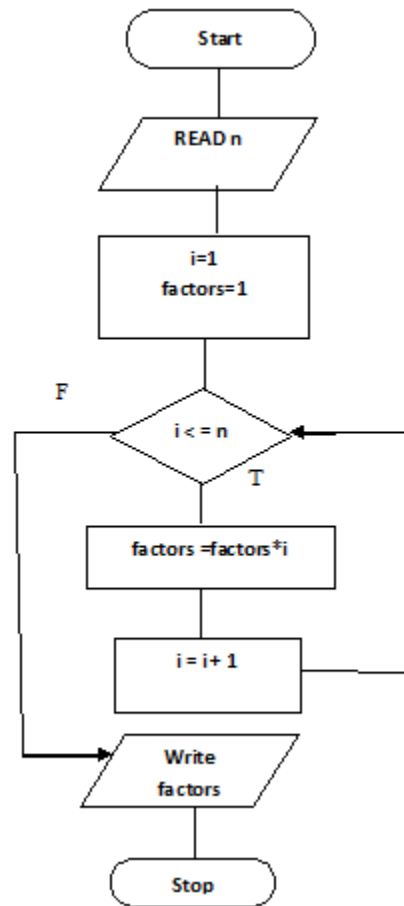 Start
READ n
i=1
factors=1
F
i < = n
T
factors =factors*i
i = i+ 1
Write
factors
Stop